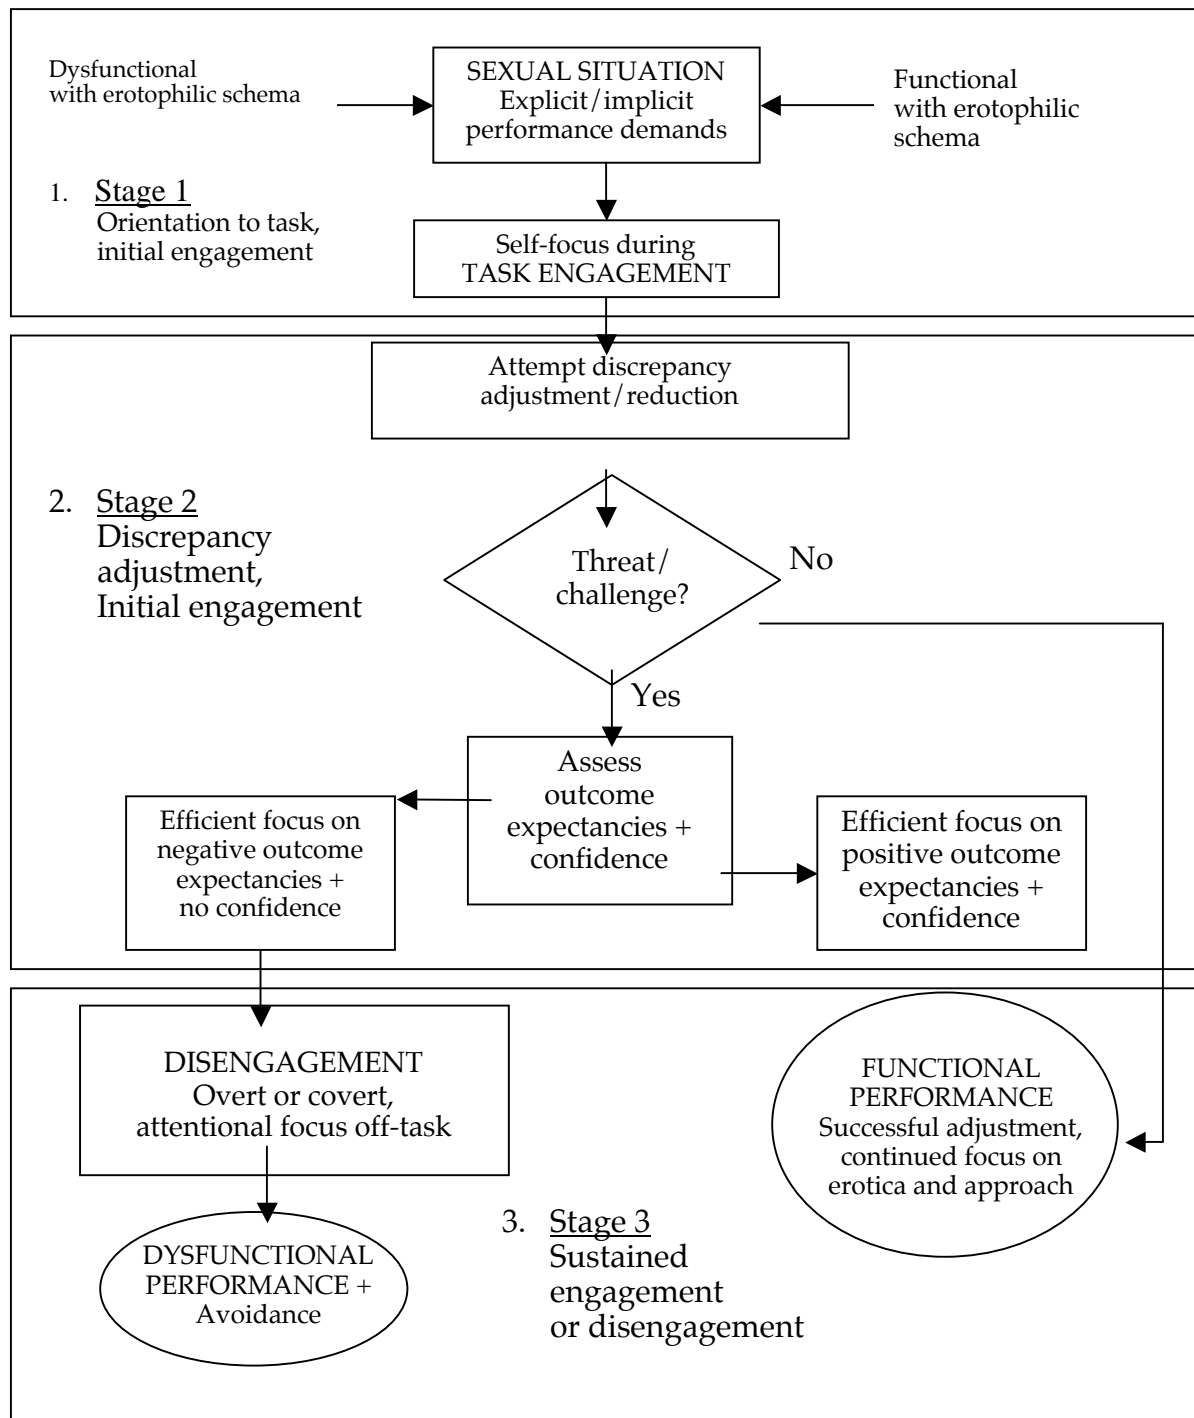 Dysfunctional
with erotophilic schema
SEXUAL SITUATION
Explicit/implicit
performance demands
Functional
with erotophilic
schema
1. Stage 1
Orientation to task,
initial engagement
Self-focus during
TASK ENGAGEMENT
Attempt discrepancy
adjustment/reduction
2. Stage 2
Discrepancy
adjustment,
Initial engagement
Threat/
challenge?
No
Yes
Assess
outcome
expectancies +
confidence
Efficient focus on
negative outcome
expectancies +
no confidence
Efficient focus on
positive outcome
expectancies +
confidence
DISENGAGEMENT
Overt or covert,
attentional focus off-task
FUNCTIONAL
PERFORMANCE
Successful adjustment,
continued focus on
erotica and approach
DYSFUNCTIONAL
PERFORMANCE +
Avoidance
3. Stage 3
Sustained
engagement
or disengagement